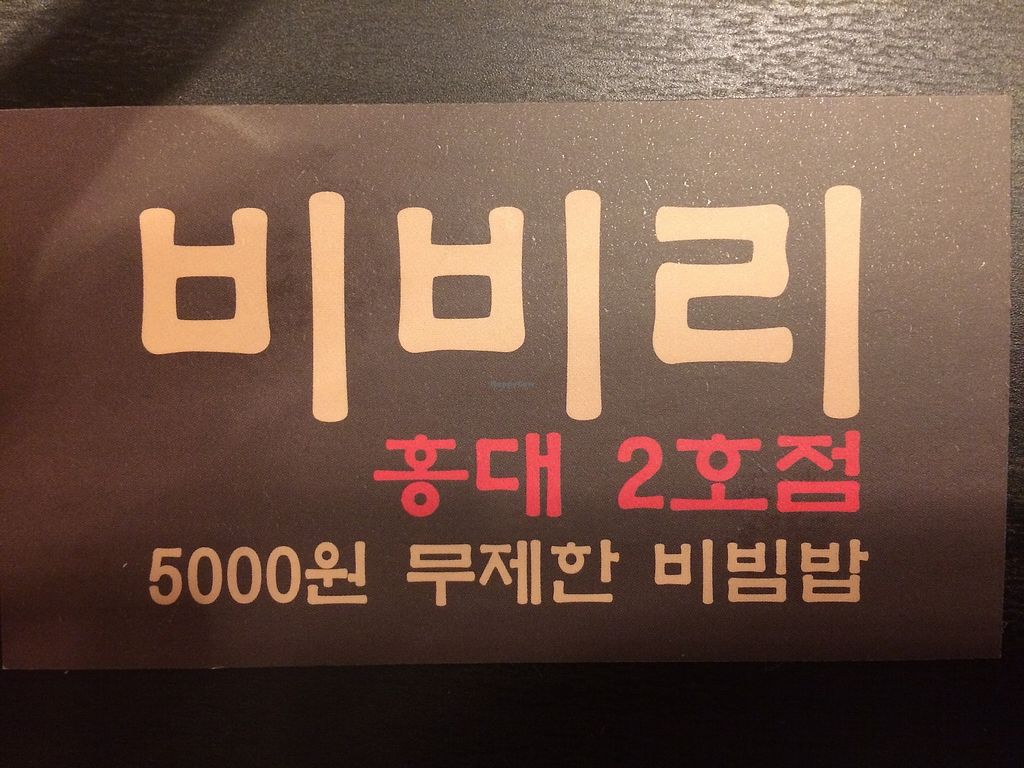 비비리
홍대 2호점
5000원 무제한 비빔밥